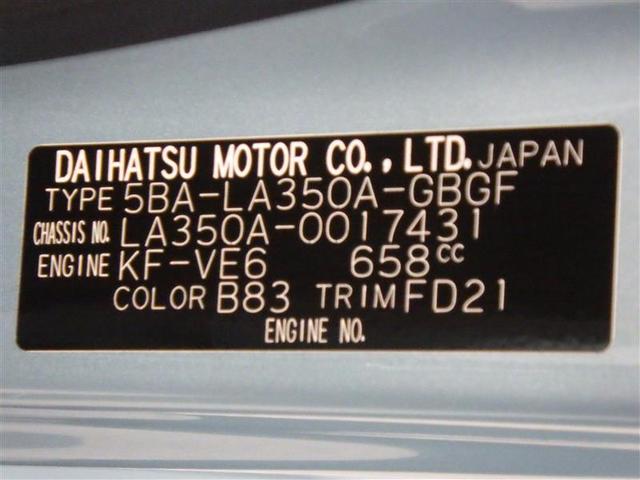 DAIHATSU MOTOR CO., LTD. JAPAN
TYPE 5BA-LA350A-GBGF
CHASSIS NO. LA350A-0017431
ENGINE KF-VE6 658cc
COLOR B83 TRIM FD21
ENGINE NO.